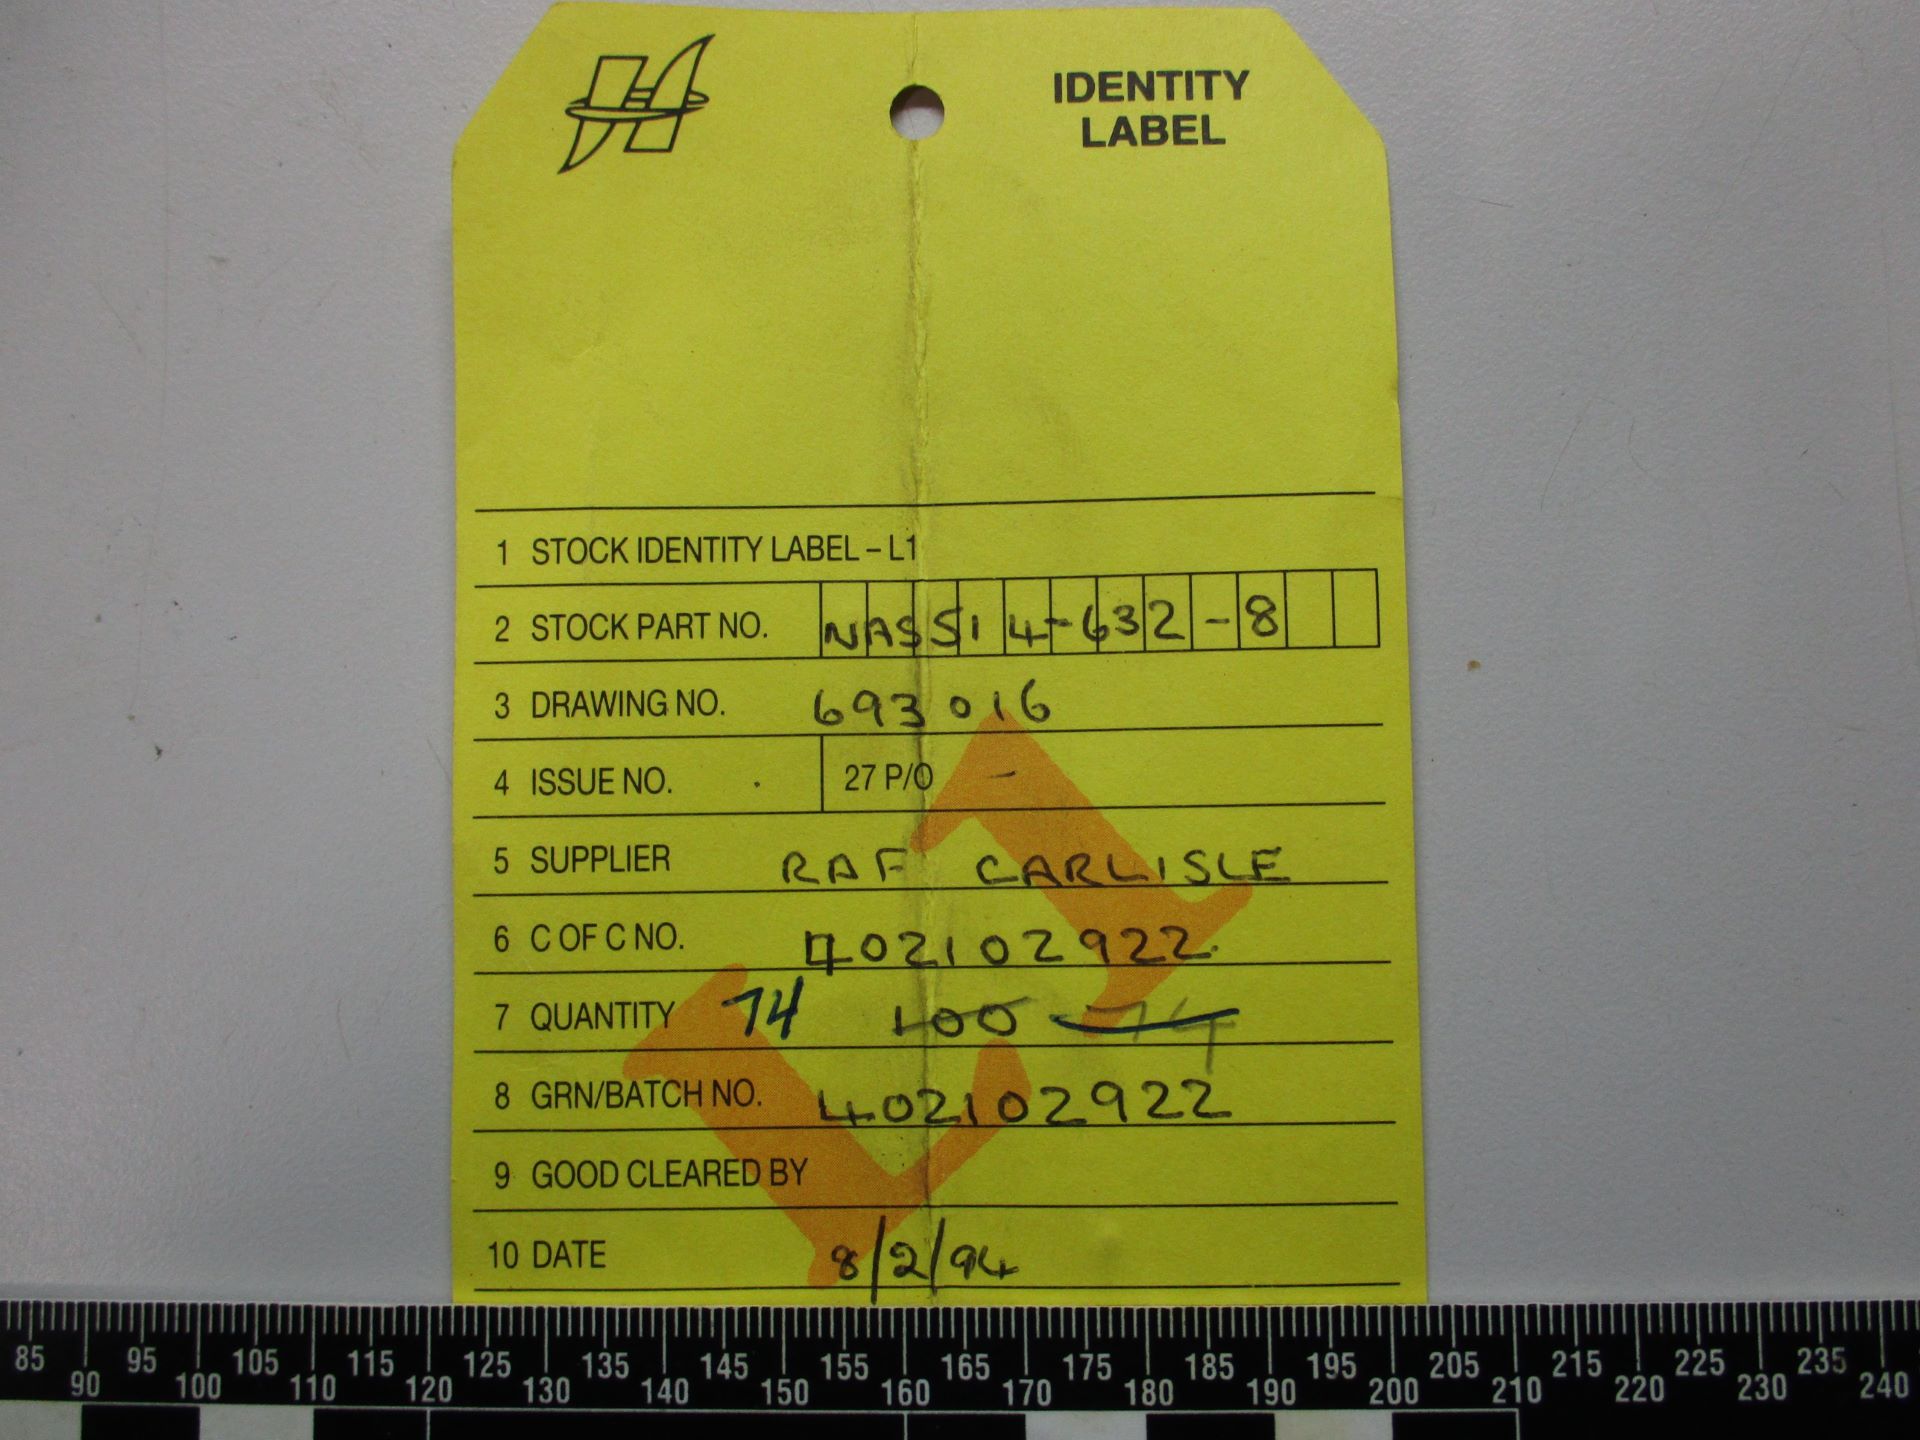 IDENTITY
LABEL
1 STOCK IDENTITY LABEL – L1
2 STOCK PART NO. NAS514-632-8
3 DRAWING NO. 693016
4 ISSUE NO. 27 P/O –
5 SUPPLIER RAF CARLISLE
6 C OF C NO. 402102922.
7 QUANTITY 74 100 74
8 GRN/BATCH NO. 402102922
9 GOOD CLEARED BY
10 DATE 8/2/94
L1
85 95 105 115 125 135 145 155 165 175 185 195 205 215 225 235
90 100 110 120 130 140 150 160 170 180 190 200 210 220 230 240